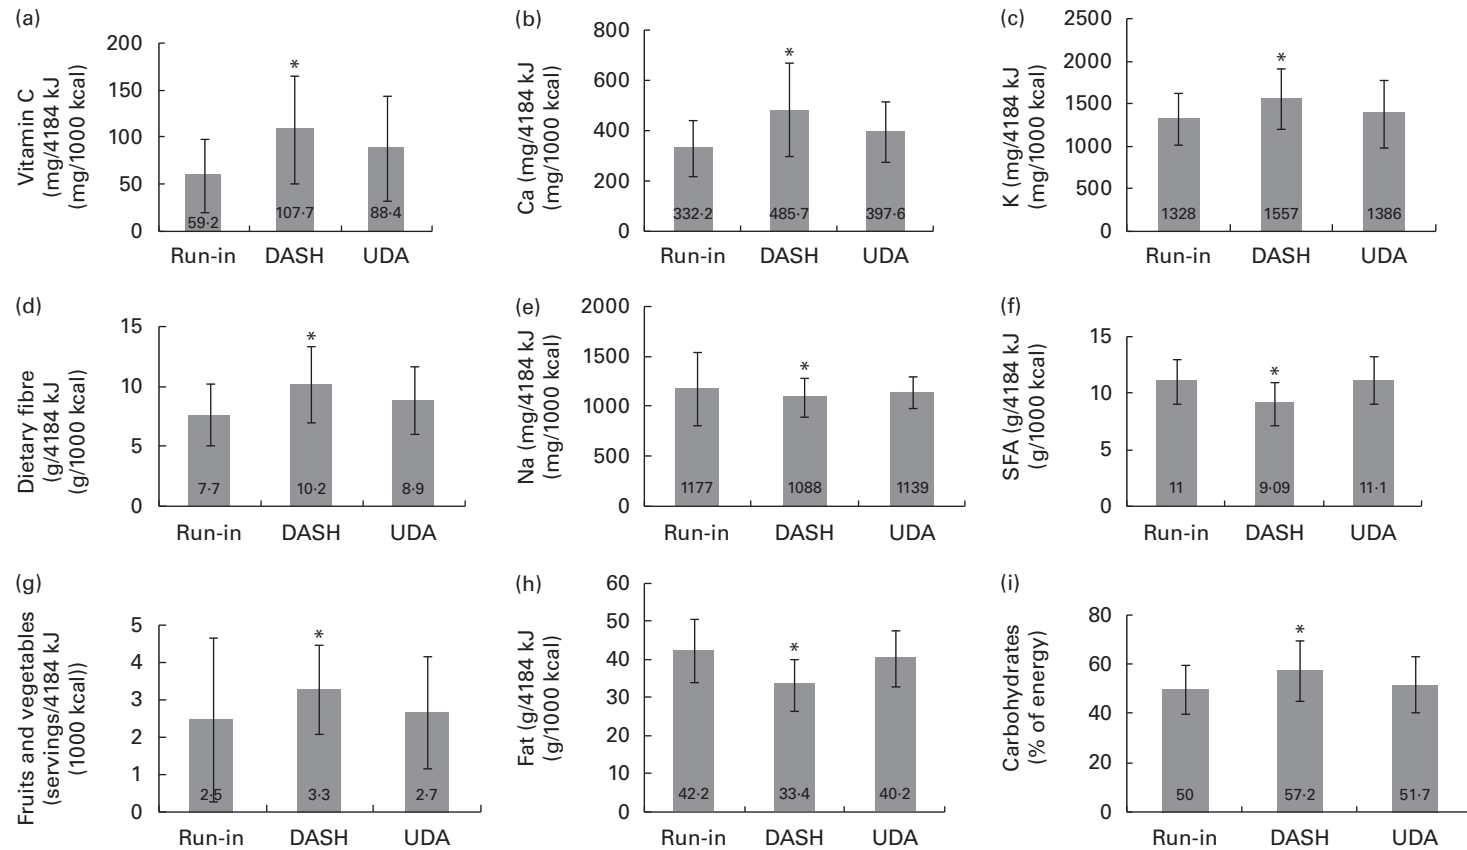 (a)
Vitamin C
(mg/4184 kJ
(mg/1000 kcal)
200
150
100
50
0
*
59·2
107·7
88·4
Run-in DASH UDA
(b)
Ca (mg/4184 kJ
(mg/1000 kcal)
800
600
400
200
0
*
332·2
485·7
397·6
Run-in DASH UDA
(c)
K (mg/4184 kJ
(mg/1000 kcal)
2500
2000
1500
1000
500
0
*
1328
1557
1386
Run-in DASH UDA
(d)
Dietary fibre
(g/4184 kJ
(g/1000 kcal)
15
10
5
0
*
7·7
10·2
8·9
Run-in DASH UDA
(e)
Na (mg/4184 kJ
(mg/1000 kcal)
2000
1500
1000
500
0
*
1177
1088
1139
Run-in DASH UDA
(f)
SFA (g/4184 kJ
(g/1000 kcal)
15
10
5
0
*
11
9·09
11·1
Run-in DASH UDA
(g)
Fruits and vegetables
(servings/4184 kJ
(1000 kcal))
5
4
3
2
1
0
*
2·5
3·3
2·7
Run-in DASH UDA
(h)
Fat (g/4184 kJ
(g/1000 kcal)
60
50
40
30
20
10
0
*
42·2
33·4
40·2
Run-in DASH UDA
(i)
Carbohydrates
(% of energy)
80
60
40
20
0
*
50
57·2
51·7
Run-in DASH UDA